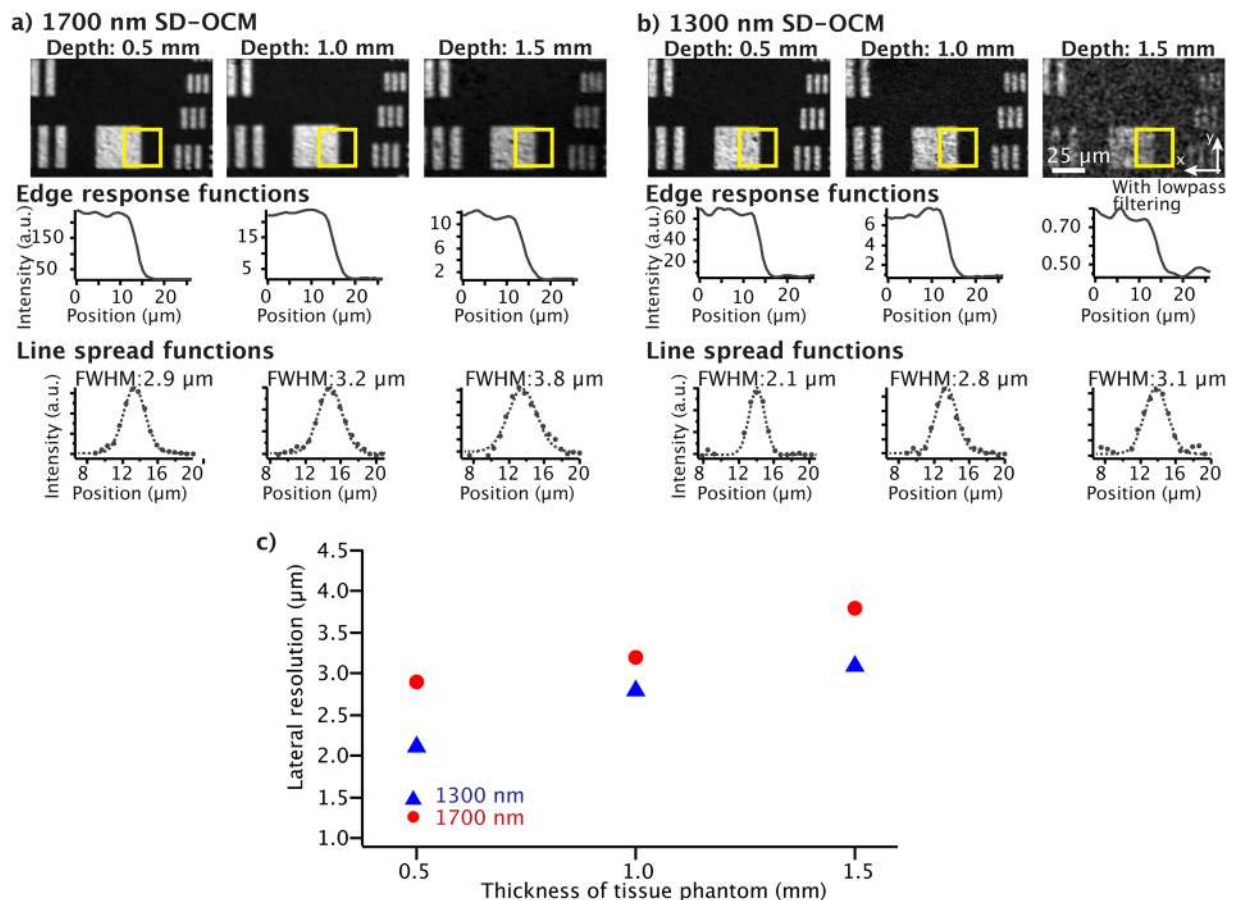 a) 1700 nm SD-OCM
Depth: 0.5 mm Depth: 1.0 mm Depth: 1.5 mm
Edge response functions
Intensity (a.u.)
150
50
0 10 20
Position (µm)
25
15
5
0 10 20
Position (µm)
10
6
2
0 10 20
Position (µm)
Line spread functions
Intensity (a.u.)
FWHM:2.9 µm
8 12 16 20
Position (µm)
FWHM:3.2 µm
8 12 16 20
Position (µm)
FWHM:3.8 µm
8 12 16 20
Position (µm)
b) 1300 nm SD-OCM
Depth: 0.5 mm Depth: 1.0 mm Depth: 1.5 mm
25 µm
x
y
Edge response functions
With lowpass
filtering
Intensity (a.u.)
60
40
20
0 10 20
Position (µm)
6
4
2
0 10 20
Position (µm)
0.70
0.50
0 10 20
Position (µm)
Line spread functions
Intensity (a.u.)
FWHM:2.1 µm
8 12 16 20
Position (µm)
FWHM:2.8 µm
8 12 16 20
Position (µm)
FWHM:3.1 µm
8 12 16 20
Position (µm)
c)
Lateral resolution (µm)
4.5
4.0
3.5
3.0
2.5
2.0
1.5
1.0
1300 nm
1700 nm
0.5 1.0 1.5
Thickness of tissue phantom (mm)